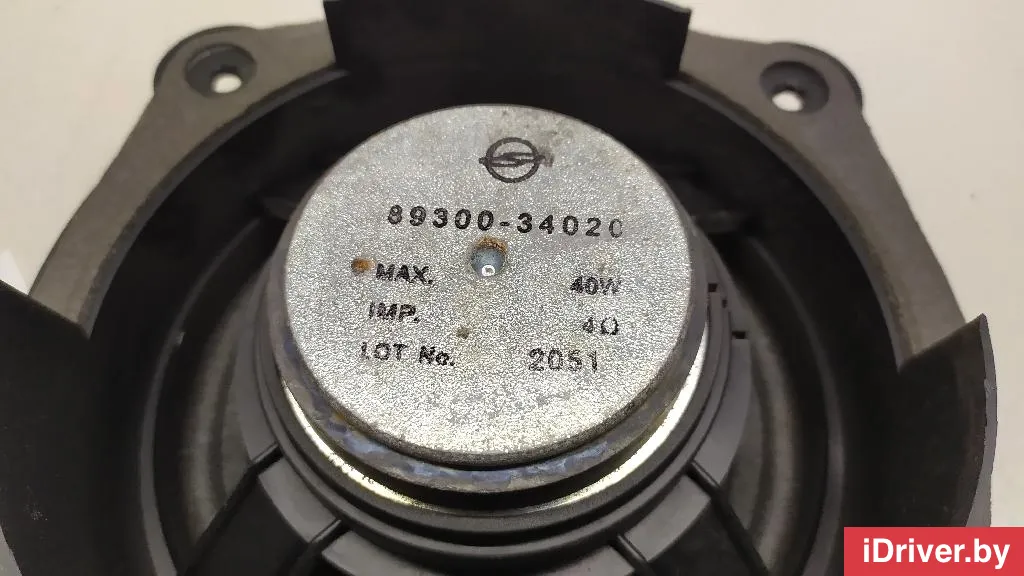 89300-34020
MAX. 40W
IMP. 4Ω
LOT No. 2051
iDriver.by